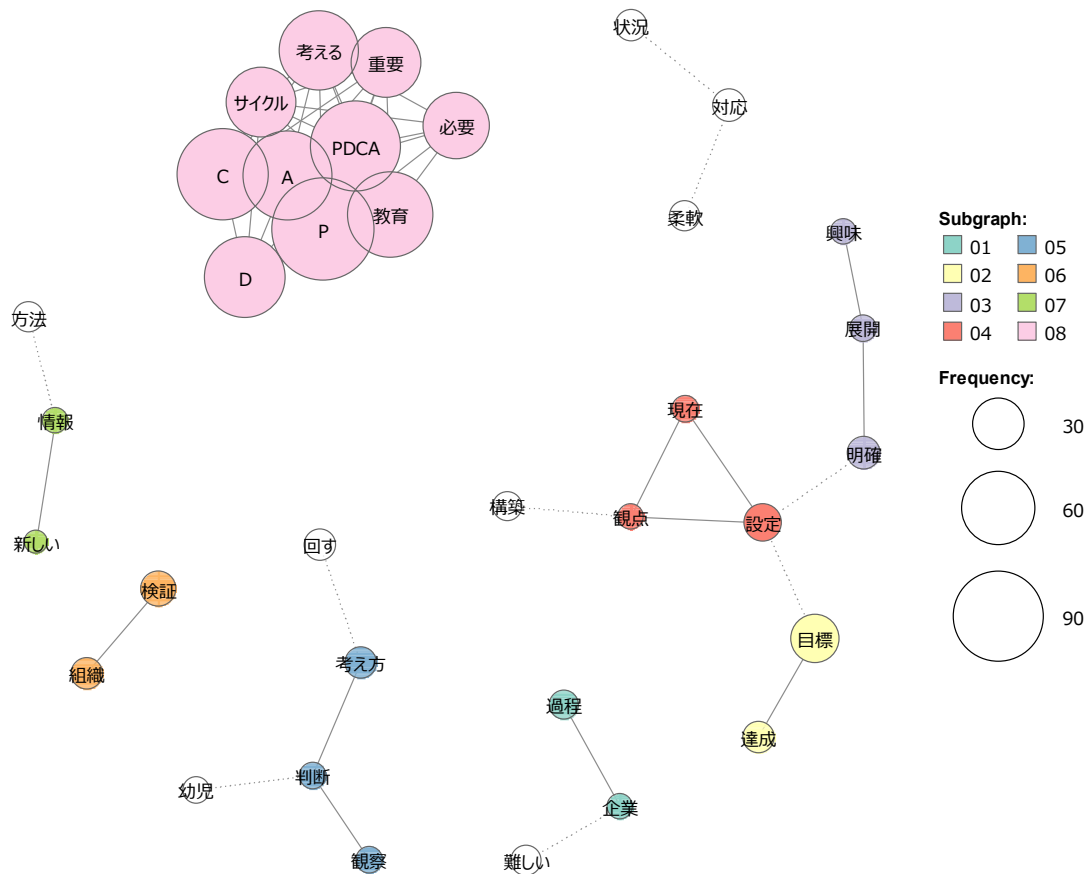 状況
考える
重要
サイクル
対応
必要
PDCA
C
A
教育
柔軟
P
興味
D
Subgraph:
01
05
02
06
03
07
04
08
方法
展開
Frequency:
30
60
90
現在
情報
明確
構築
観点
設定
新しい
回す
検証
目標
組織
考え方
過程
達成
判断
幼児
企業
観察
難しい